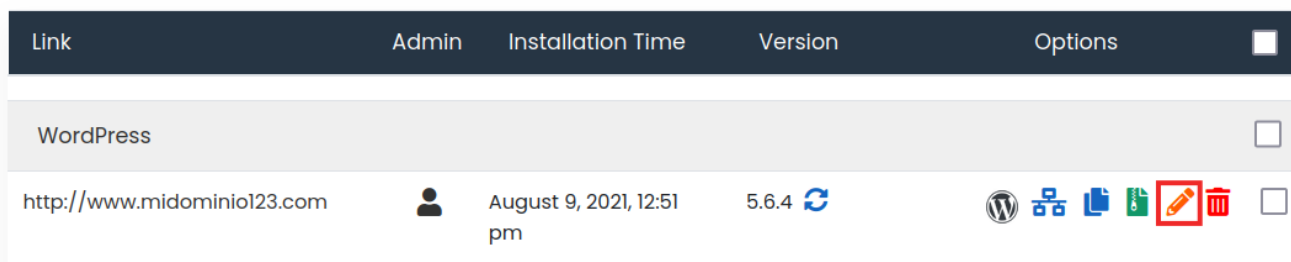 Link Admin Installation Time Version Options
WordPress
http://www.midominio123.com August 9, 2021, 12:51 5.6.4
pm